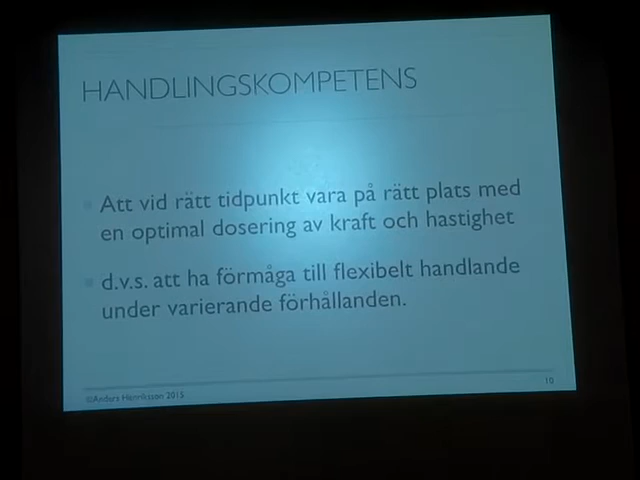 HANDLINGSKOMPETENS
Att vid rätt tidpunkt vara på rätt plats med
en optimal dosering av kraft och hastighet
d.v.s. att ha förmåga till flexibelt handlande
under varierande förhållanden.
©Anders Henriksson 2015
10